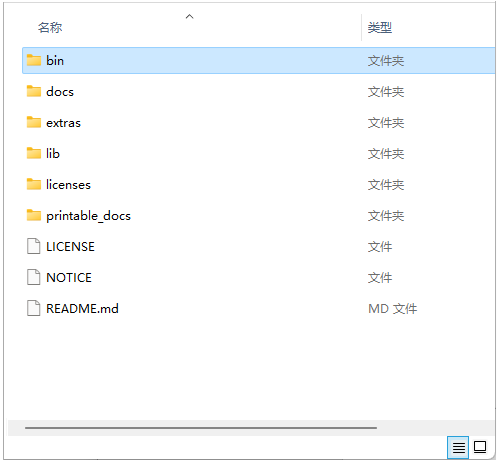 名称 类型
bin 文件夹
docs 文件夹
extras 文件夹
lib 文件夹
licenses 文件夹
printable_docs 文件夹
LICENSE 文件
NOTICE 文件
README.md MD 文件